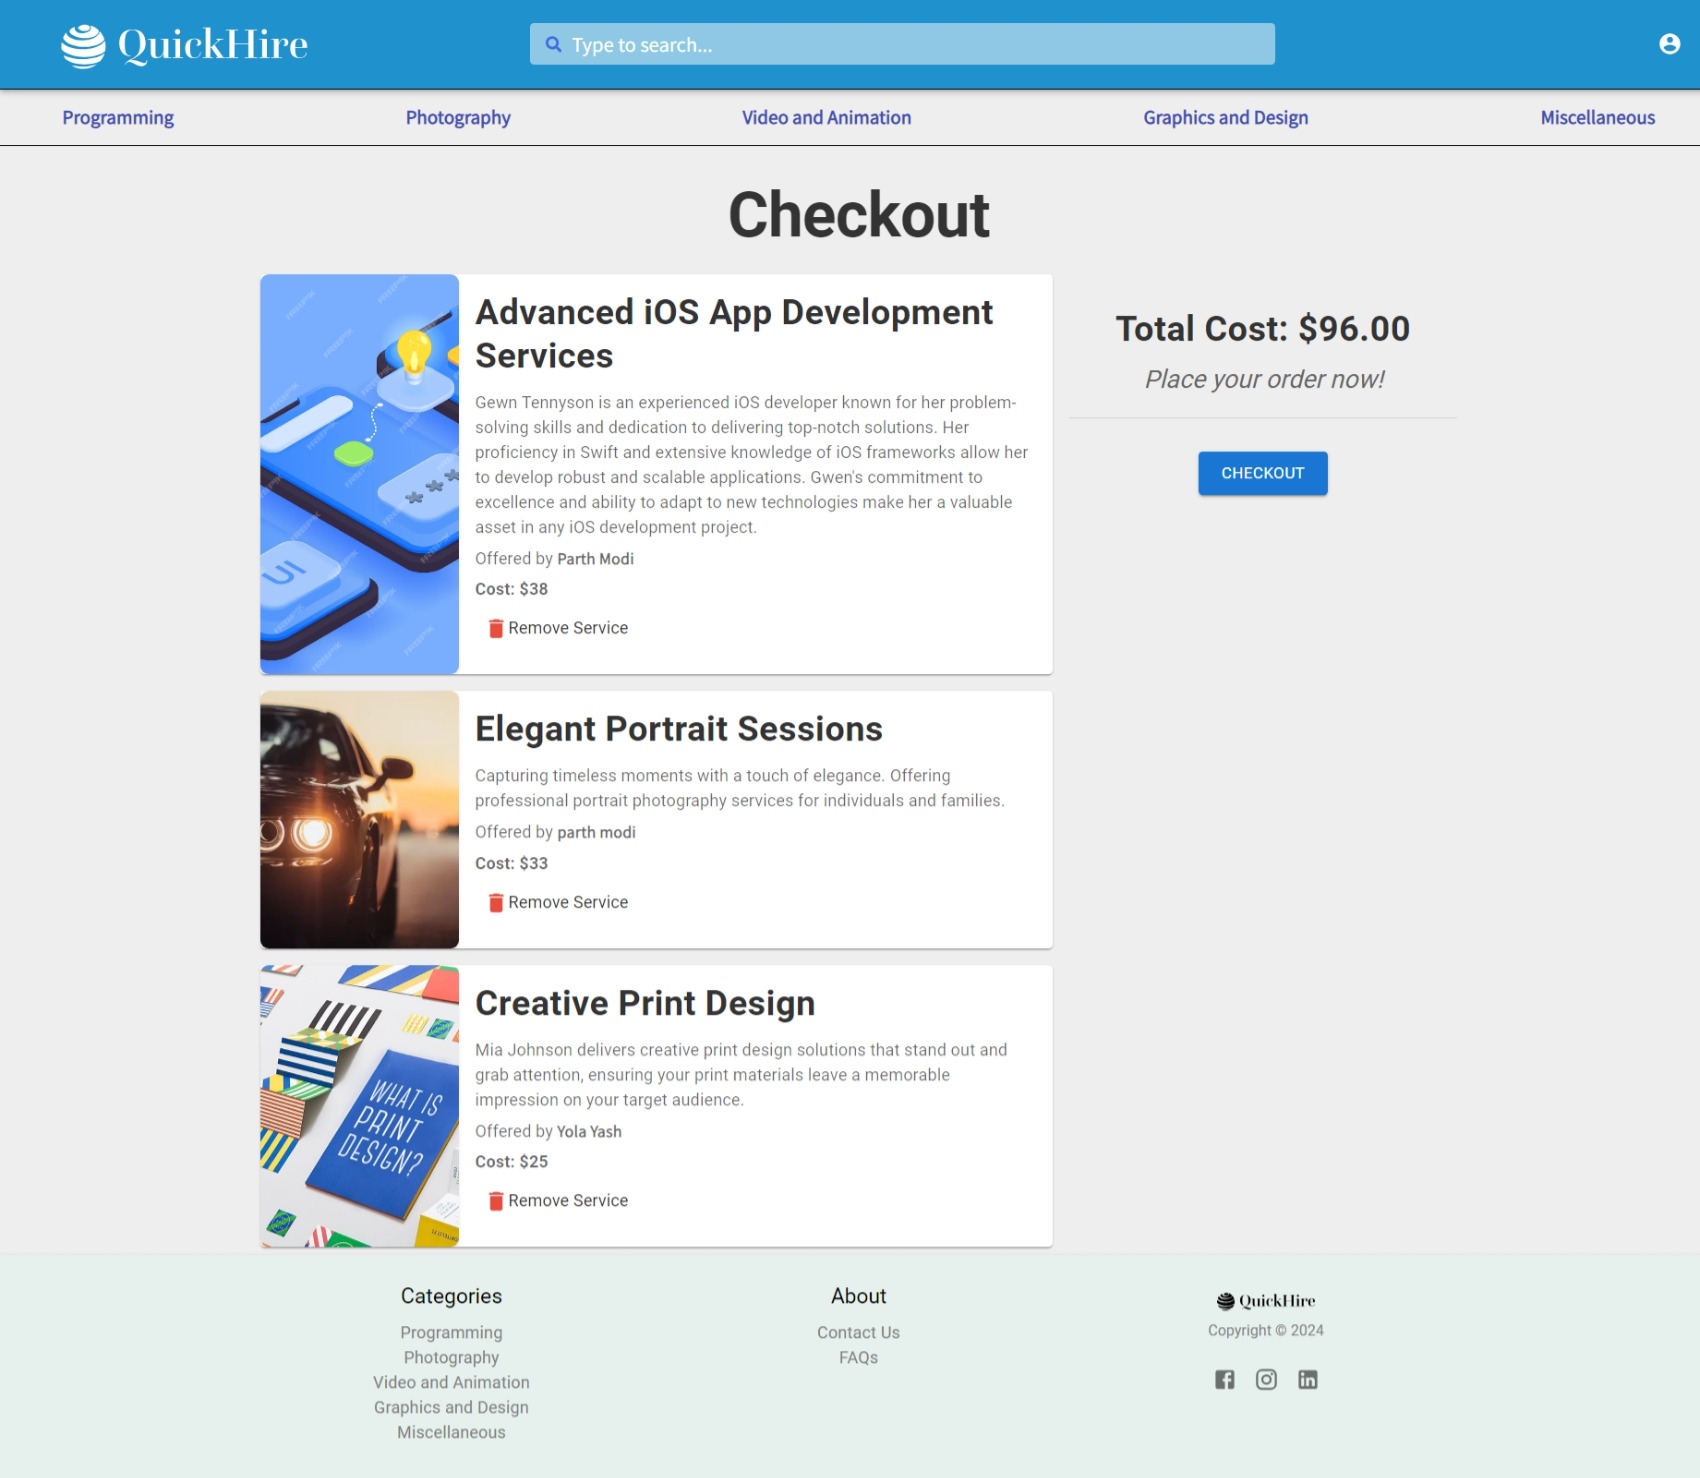 QuickHire
Type to search...
Programming
Photography
Video and Animation
Graphics and Design
Miscellaneous
Checkout
Advanced iOS App Development
Services
Gewn Tennyson is an experienced iOS developer known for her problem-
solving skills and dedication to delivering top-notch solutions. Her
proficiency in Swift and extensive knowledge of iOS frameworks allow her
to develop robust and scalable applications. Gwen's commitment to
excellence and ability to adapt to new technologies make her a valuable
asset in any iOS development project.
Offered by Parth Modi
Cost: $38
Remove Service
UI
Total Cost: $96.00
Place your order now!
CHECKOUT
Elegant Portrait Sessions
Capturing timeless moments with a touch of elegance. Offering
professional portrait photography services for individuals and families.
Offered by parth modi
Cost: $33
Remove Service
WHAT IS
PRINT
DESIGN?
Creative Print Design
Mia Johnson delivers creative print design solutions that stand out and
grab attention, ensuring your print materials leave a memorable
impression on your target audience.
Offered by Yola Yash
Cost: $25
Remove Service
Categories
Programming
Photography
Video and Animation
Graphics and Design
Miscellaneous
About
Contact Us
FAQs
QuickHire
Copyright © 2024